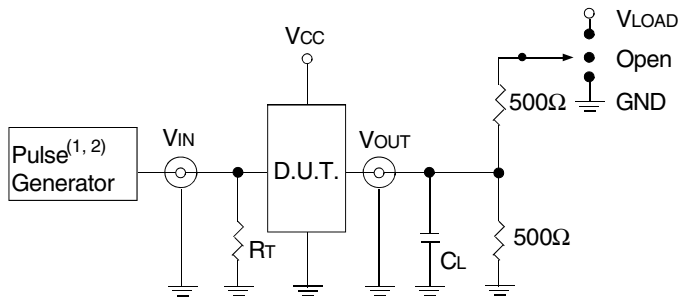 VLOAD
VCC
Open
500Ω
GND
VIN
VOUT
Pulse(1, 2)
Generator
D.U.T.
RT
CL
500Ω